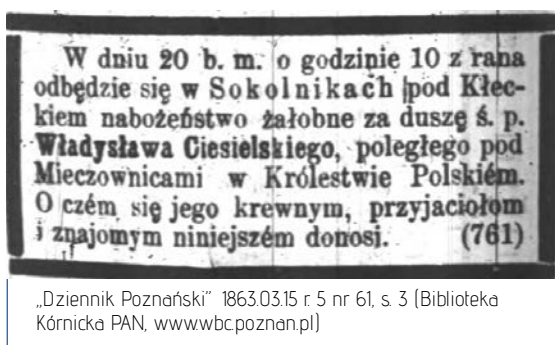 W dniu 20 b. m. o godzinie 10 z rana
odbędzie się w Sokolnikach pod Kłec-
kiem nabożeństwo żałobne za duszę ś. p.
Władysława Ciesielskiego, poległego pod
Mieczownicami w Królestwie Polskiém.
O czém się jego krewnym, przyjaciołom
i znajomym niniejszém donosi. (761)
„Dziennik Poznański” 1863.03.15 r. 5 nr 61, s. 3 (Biblioteka
Kórnicka PAN, www.wbc.poznan.pl)